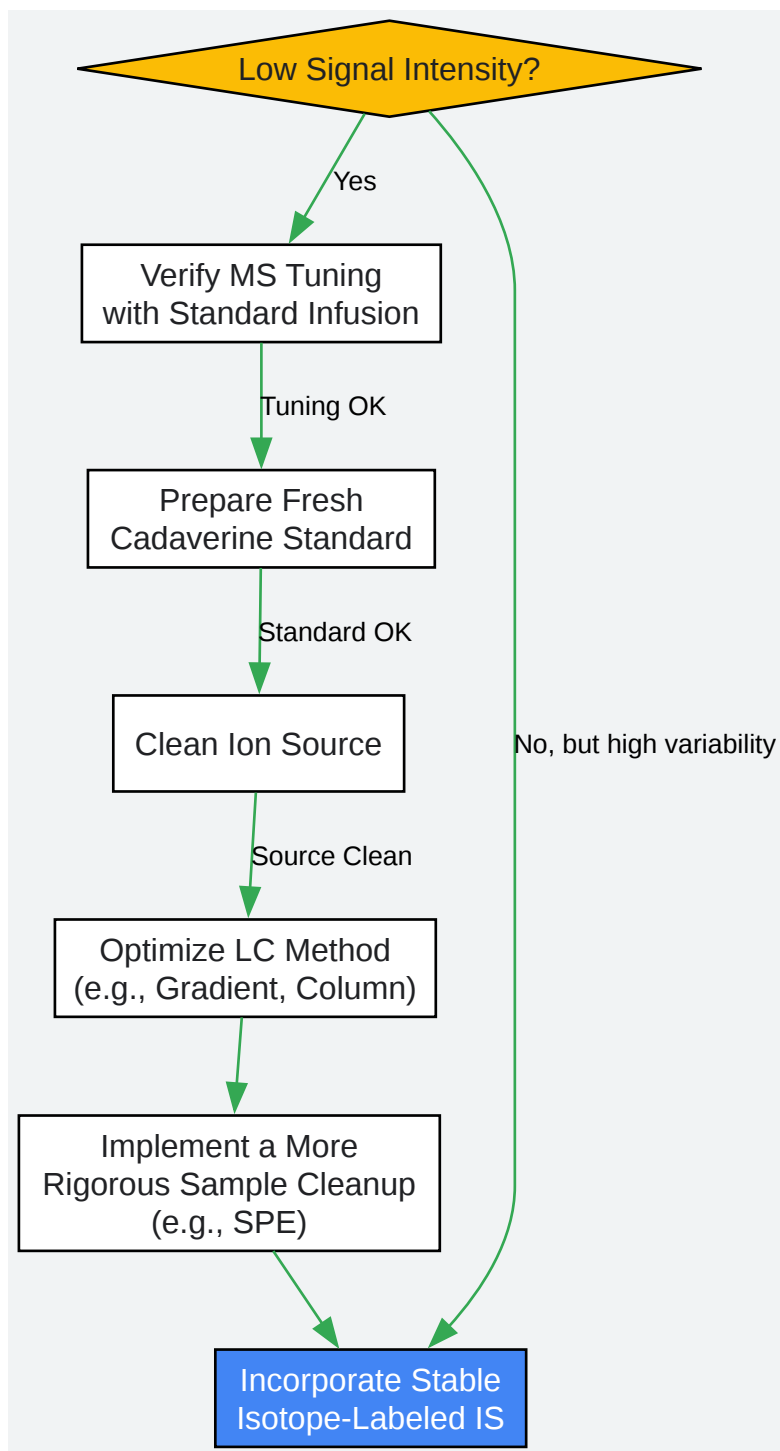 Low Signal Intensity?
Yes
Verify MS Tuning
with Standard Infusion
Tuning OK
Prepare Fresh
Cadaverine Standard
Standard OK
Clean Ion Source
No, but high variability
Source Clean
Optimize LC Method
(e.g., Gradient, Column)
Implement a More
Rigorous Sample Cleanup
(e.g., SPE)
Incorporate Stable
Isotope-Labeled IS